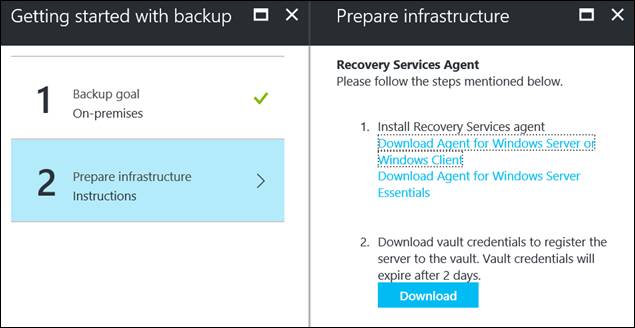 Getting started with backup
1
Backup goal
On-premises
2
Prepare infrastructure
Instructions
Prepare infrastructure
Recovery Services Agent
Please follow the steps mentioned below.
1. Install Recovery Services agent
Download Agent for Windows Server or
Windows Client
Download Agent for Windows Server
Essentials
2. Download vault credentials to register the
server to the vault. Vault credentials will
expire after 2 days.
Download